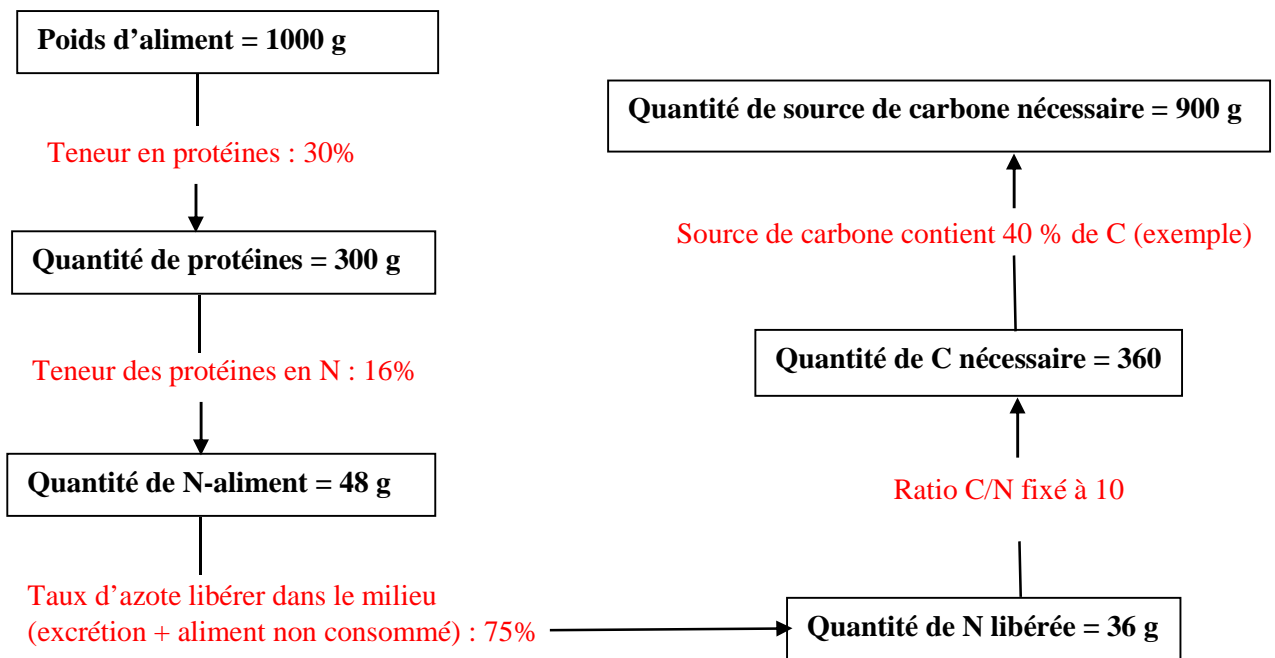 Poids d'aliment = 1000 g
Teneur en protéines : 30%
Quantité de protéines = 300 g
Teneur des protéines en N : 16%
Quantité de N-aliment = 48 g
Taux d'azote libérer dans le milieu
(excrétion + aliment non consommé) : 75%
Quantité de N libérée = 36 g
Ratio C/N fixé à 10
Quantité de C nécessaire = 360
Source de carbone contient 40 % de C (exemple)
Quantité de source de carbone nécessaire = 900 g